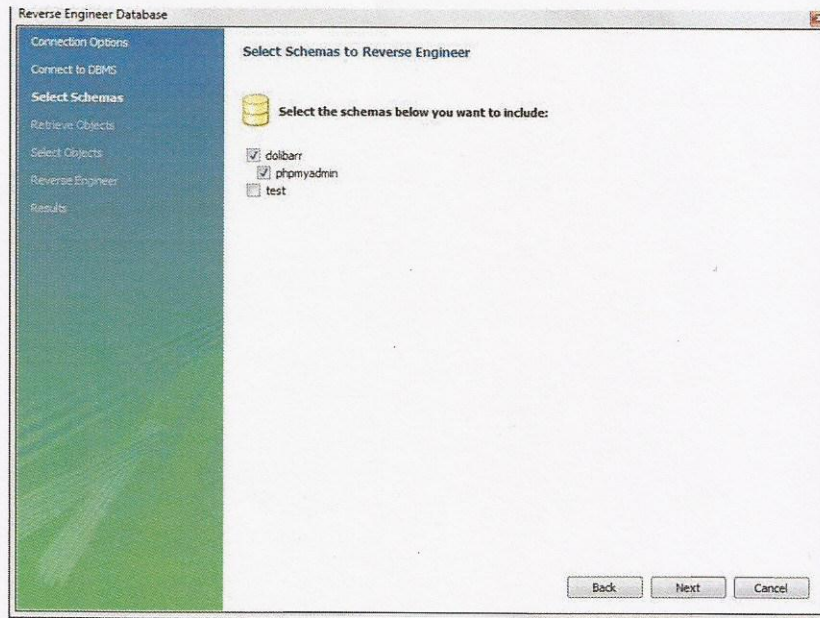 Reverse Engineer Database
Connection Options
Connect to DBMS
Select Schemas
Retrieve Objects
Select Objects
Reverse Engineer
Results
Select Schemas to Reverse Engineer
Select the schemas below you want to include:
dolibarr
phpmyadmin
test
Back Next Cancel